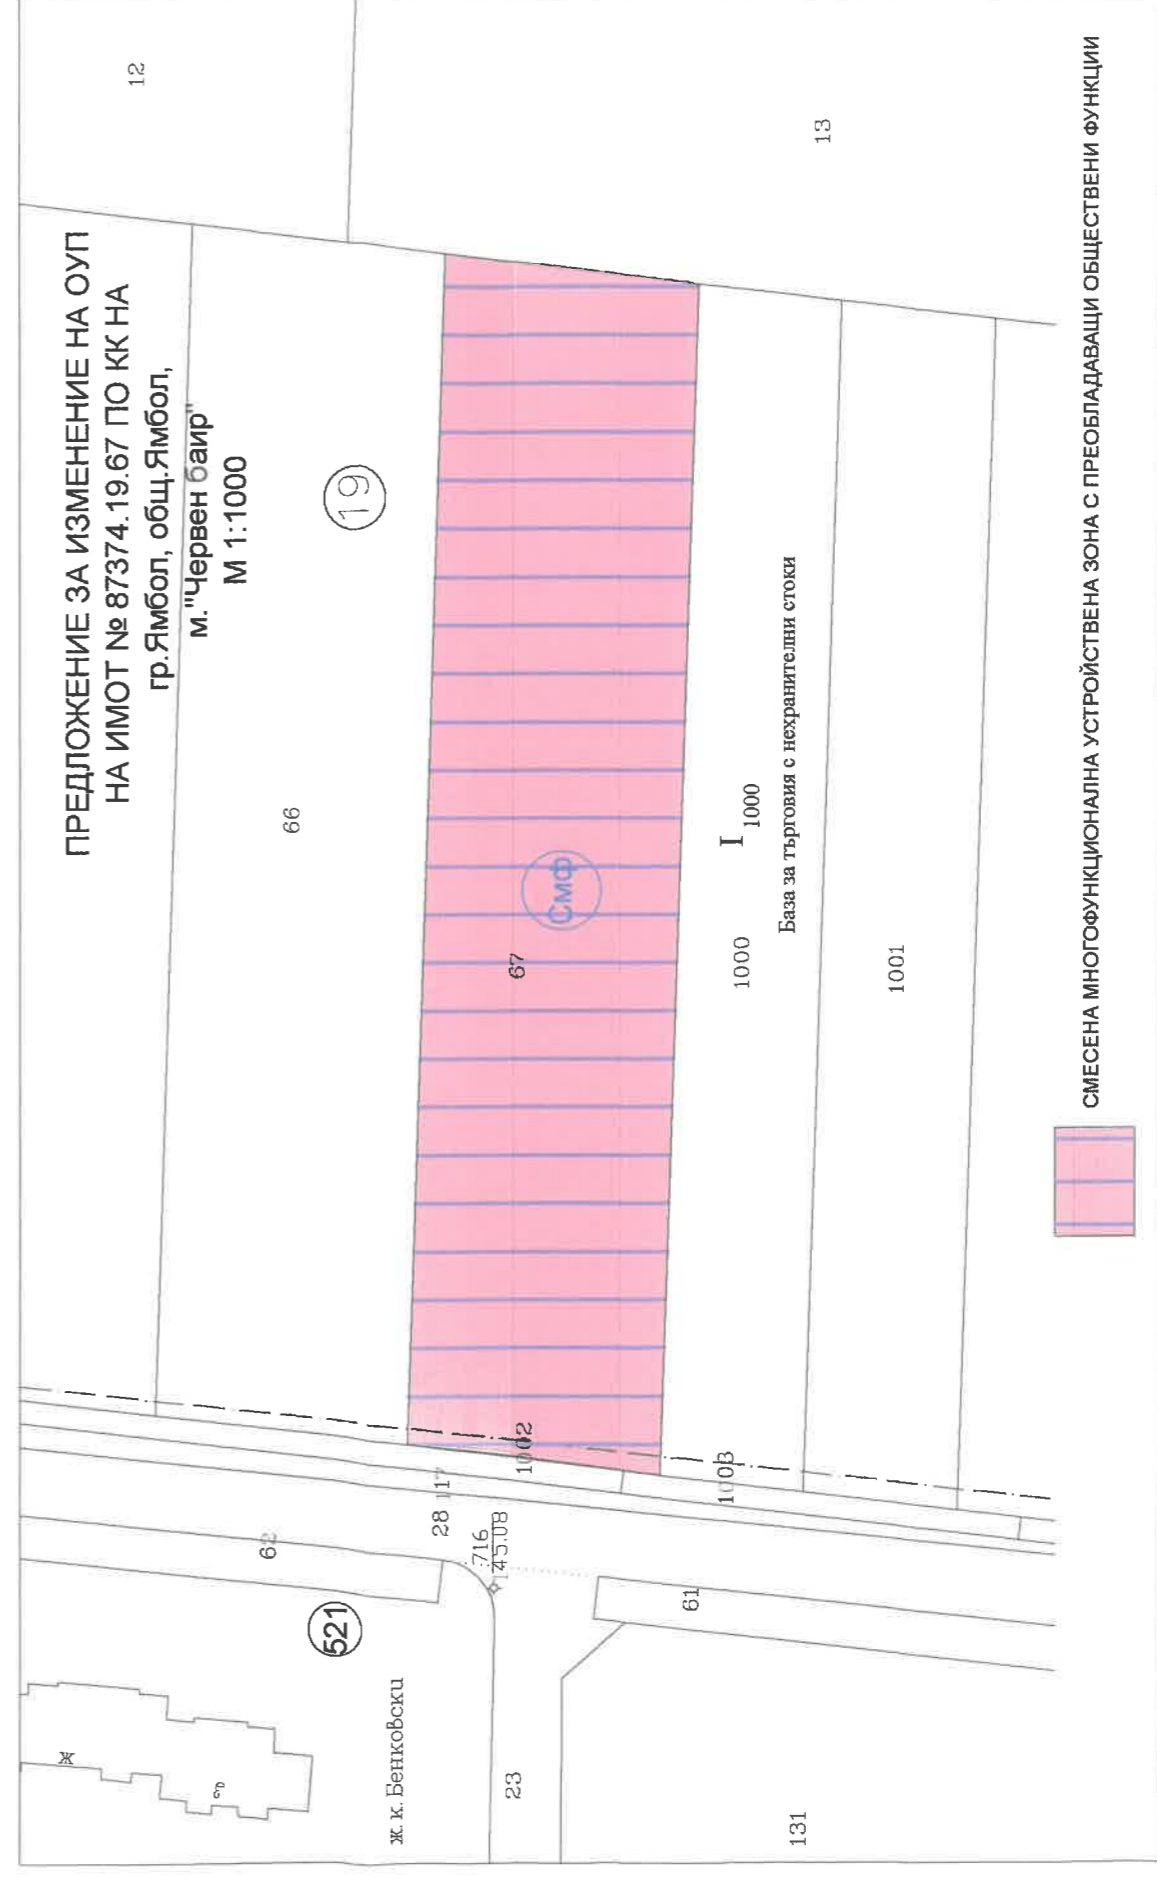 ПРЕДЛОЖЕНИЕ ЗА ИЗМЕНЕНИЕ НА ОУП
НА ИМОТ № 87374.19.67 ПО КК НА
гр.Ямбол, общ.Ямбол,
м."Червен баир"
М 1:1000
12
13
66
19
67
Смф
I 1000
1000
База за търговия с нехранителни стоки
1001
1002
1003
117
28
:716
145.08
62
61
521
ж.к. Бенковски
Ж
23
131
СМЕСЕНА МНОГОФУНКЦИОНАЛНА УСТРОЙСТВЕНА ЗОНА С ПРЕОБЛАДАВАЩИ ОБЩЕСТВЕНИ ФУНКЦИИ